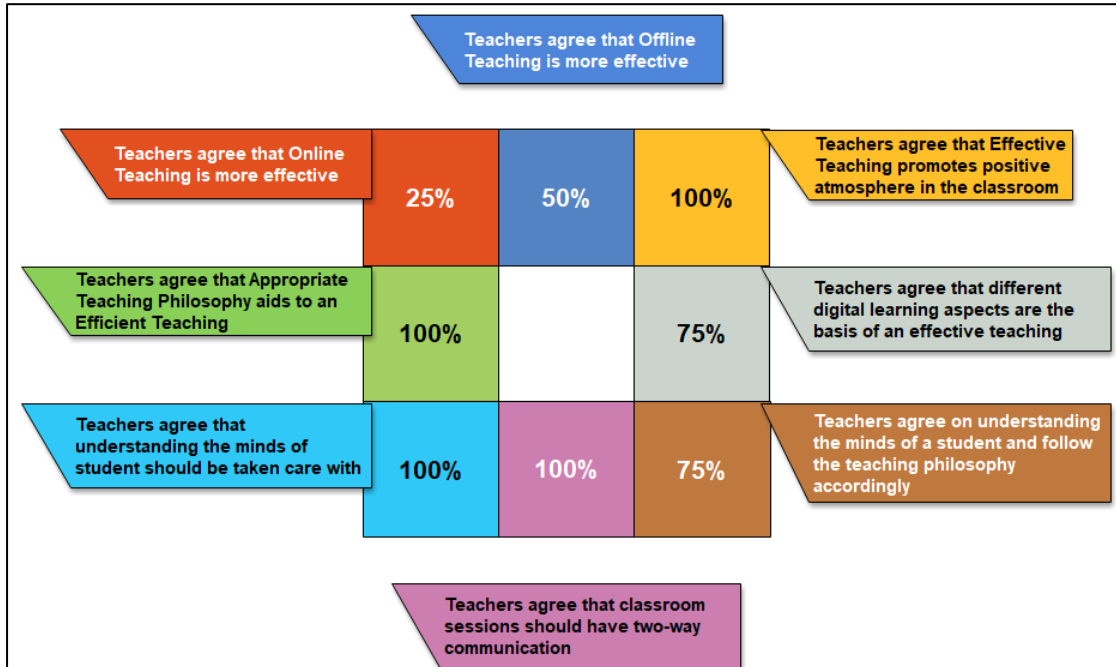 Teachers agree that Offline
Teaching is more effective
Teachers agree that Online
Teaching is more effective
25%
50%
100%
Teachers agree that Effective
Teaching promotes positive
atmosphere in the classroom
Teachers agree that Appropriate
Teaching Philosophy aids to an
Efficient Teaching
100%
75%
Teachers agree that different
digital learning aspects are the
basis of an effective teaching
Teachers agree that
understanding the minds of
student should be taken care with
100%
100%
75%
Teachers agree on understanding
the minds of a student and follow
the teaching philosophy
accordingly
Teachers agree that classroom
sessions should have two-way
communication